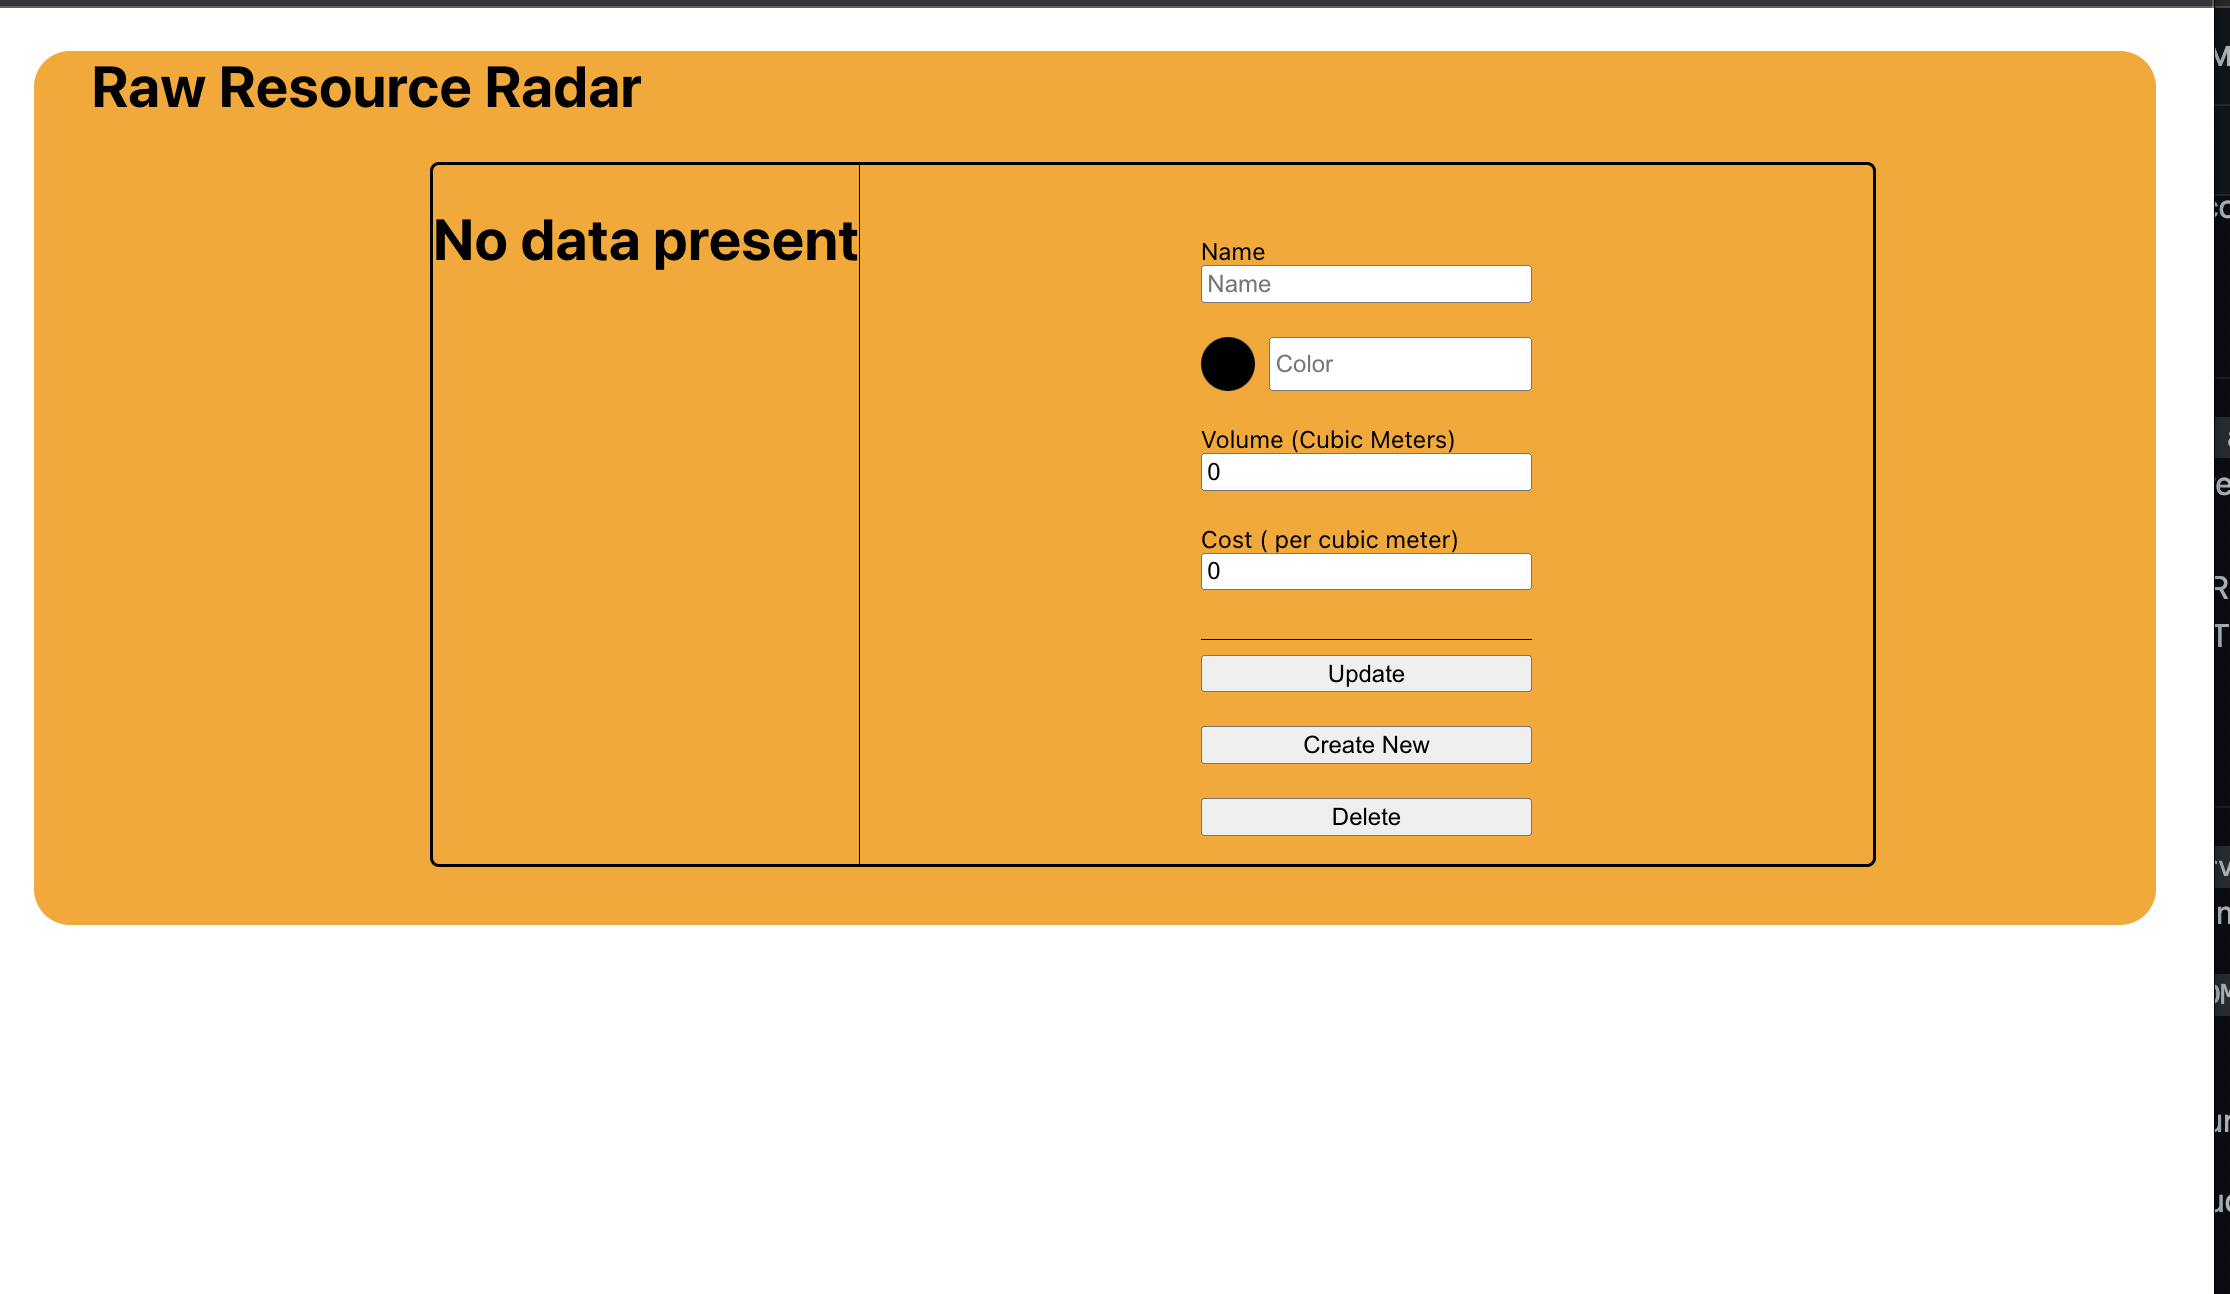 Raw Resource Radar
No data present
Name
Name
Color
Volume (Cubic Meters)
0
Cost ( per cubic meter)
0
Update
Create New
Delete